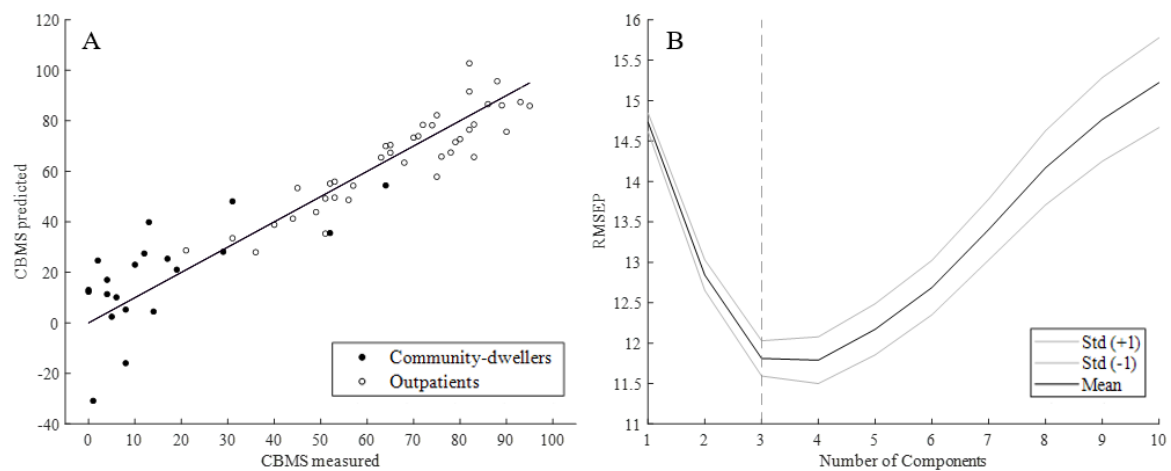 A
CBMS predicted
120
100
80
60
40
20
0
-20
-40
0 10 20 30 40 50 60 70 80 90 100
CBMS measured
Community-dwellers
Outpatients
B
RMSEP
16
15.5
15
14.5
14
13.5
13
12.5
12
11.5
11
1 2 3 4 5 6 7 8 9 10
Number of Components
Std (+1)
Std (-1)
Mean